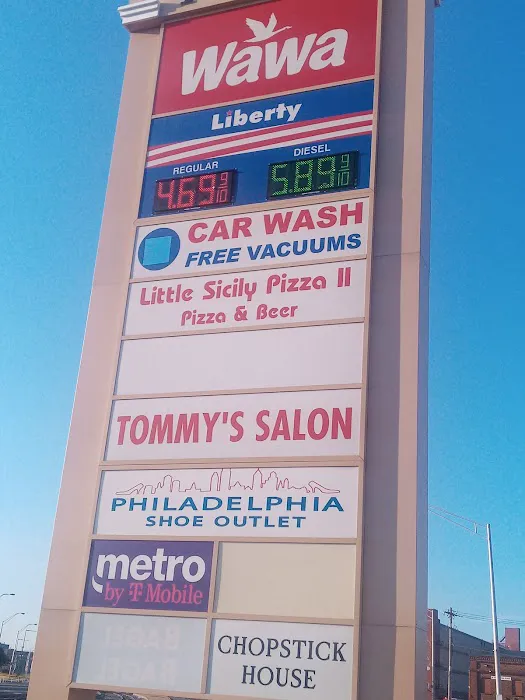 Wawa
Liberty
REGULAR
DIESEL
4.69 9/10
5.89 9/10
CAR WASH
FREE VACUUMS
Little Sicily Pizza II
Pizza & Beer
TOMMY'S SALON
PHILADELPHIA
SHOE OUTLET
metro
by T Mobile
CHOPSTICK
HOUSE